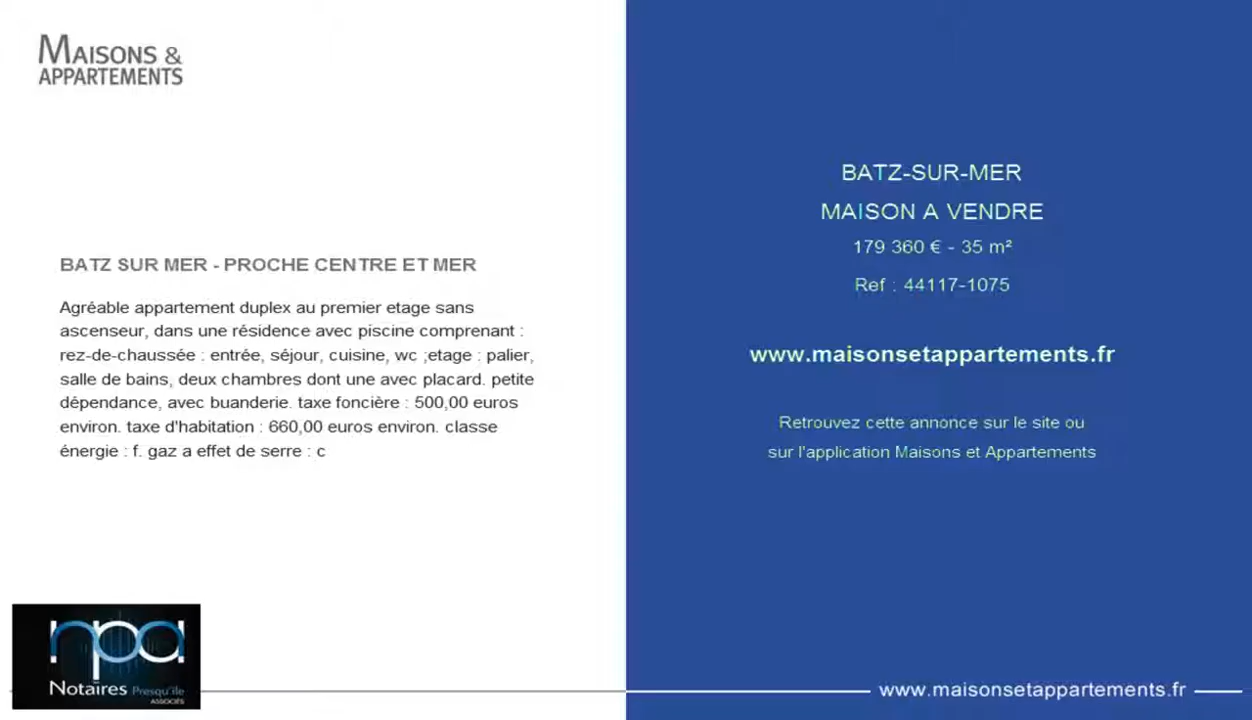 MAISONS &
APPARTEMENTS
BATZ SUR MER - PROCHE CENTRE ET MER
Agréable appartement duplex au premier etage sans
ascenseur, dans une résidence avec piscine comprenant :
rez-de-chaussée : entrée, séjour, cuisine, wc ;etage : palier,
salle de bains, deux chambres dont une avec placard. petite
dépendance, avec buanderie. taxe foncière : 500,00 euros
environ. taxe d'habitation : 660,00 euros environ. classe
énergie : f. gaz a effet de serre : c
npa
Notaires Presqu'île
ASSOCIÉS
BATZ-SUR-MER
MAISON A VENDRE
179 360 € - 35 m²
Ref : 44117-1075
www.maisonsetappartements.fr
Retrouvez cette annonce sur le site ou
sur l'application Maisons et Appartements
www.maisonsetappartements.fr